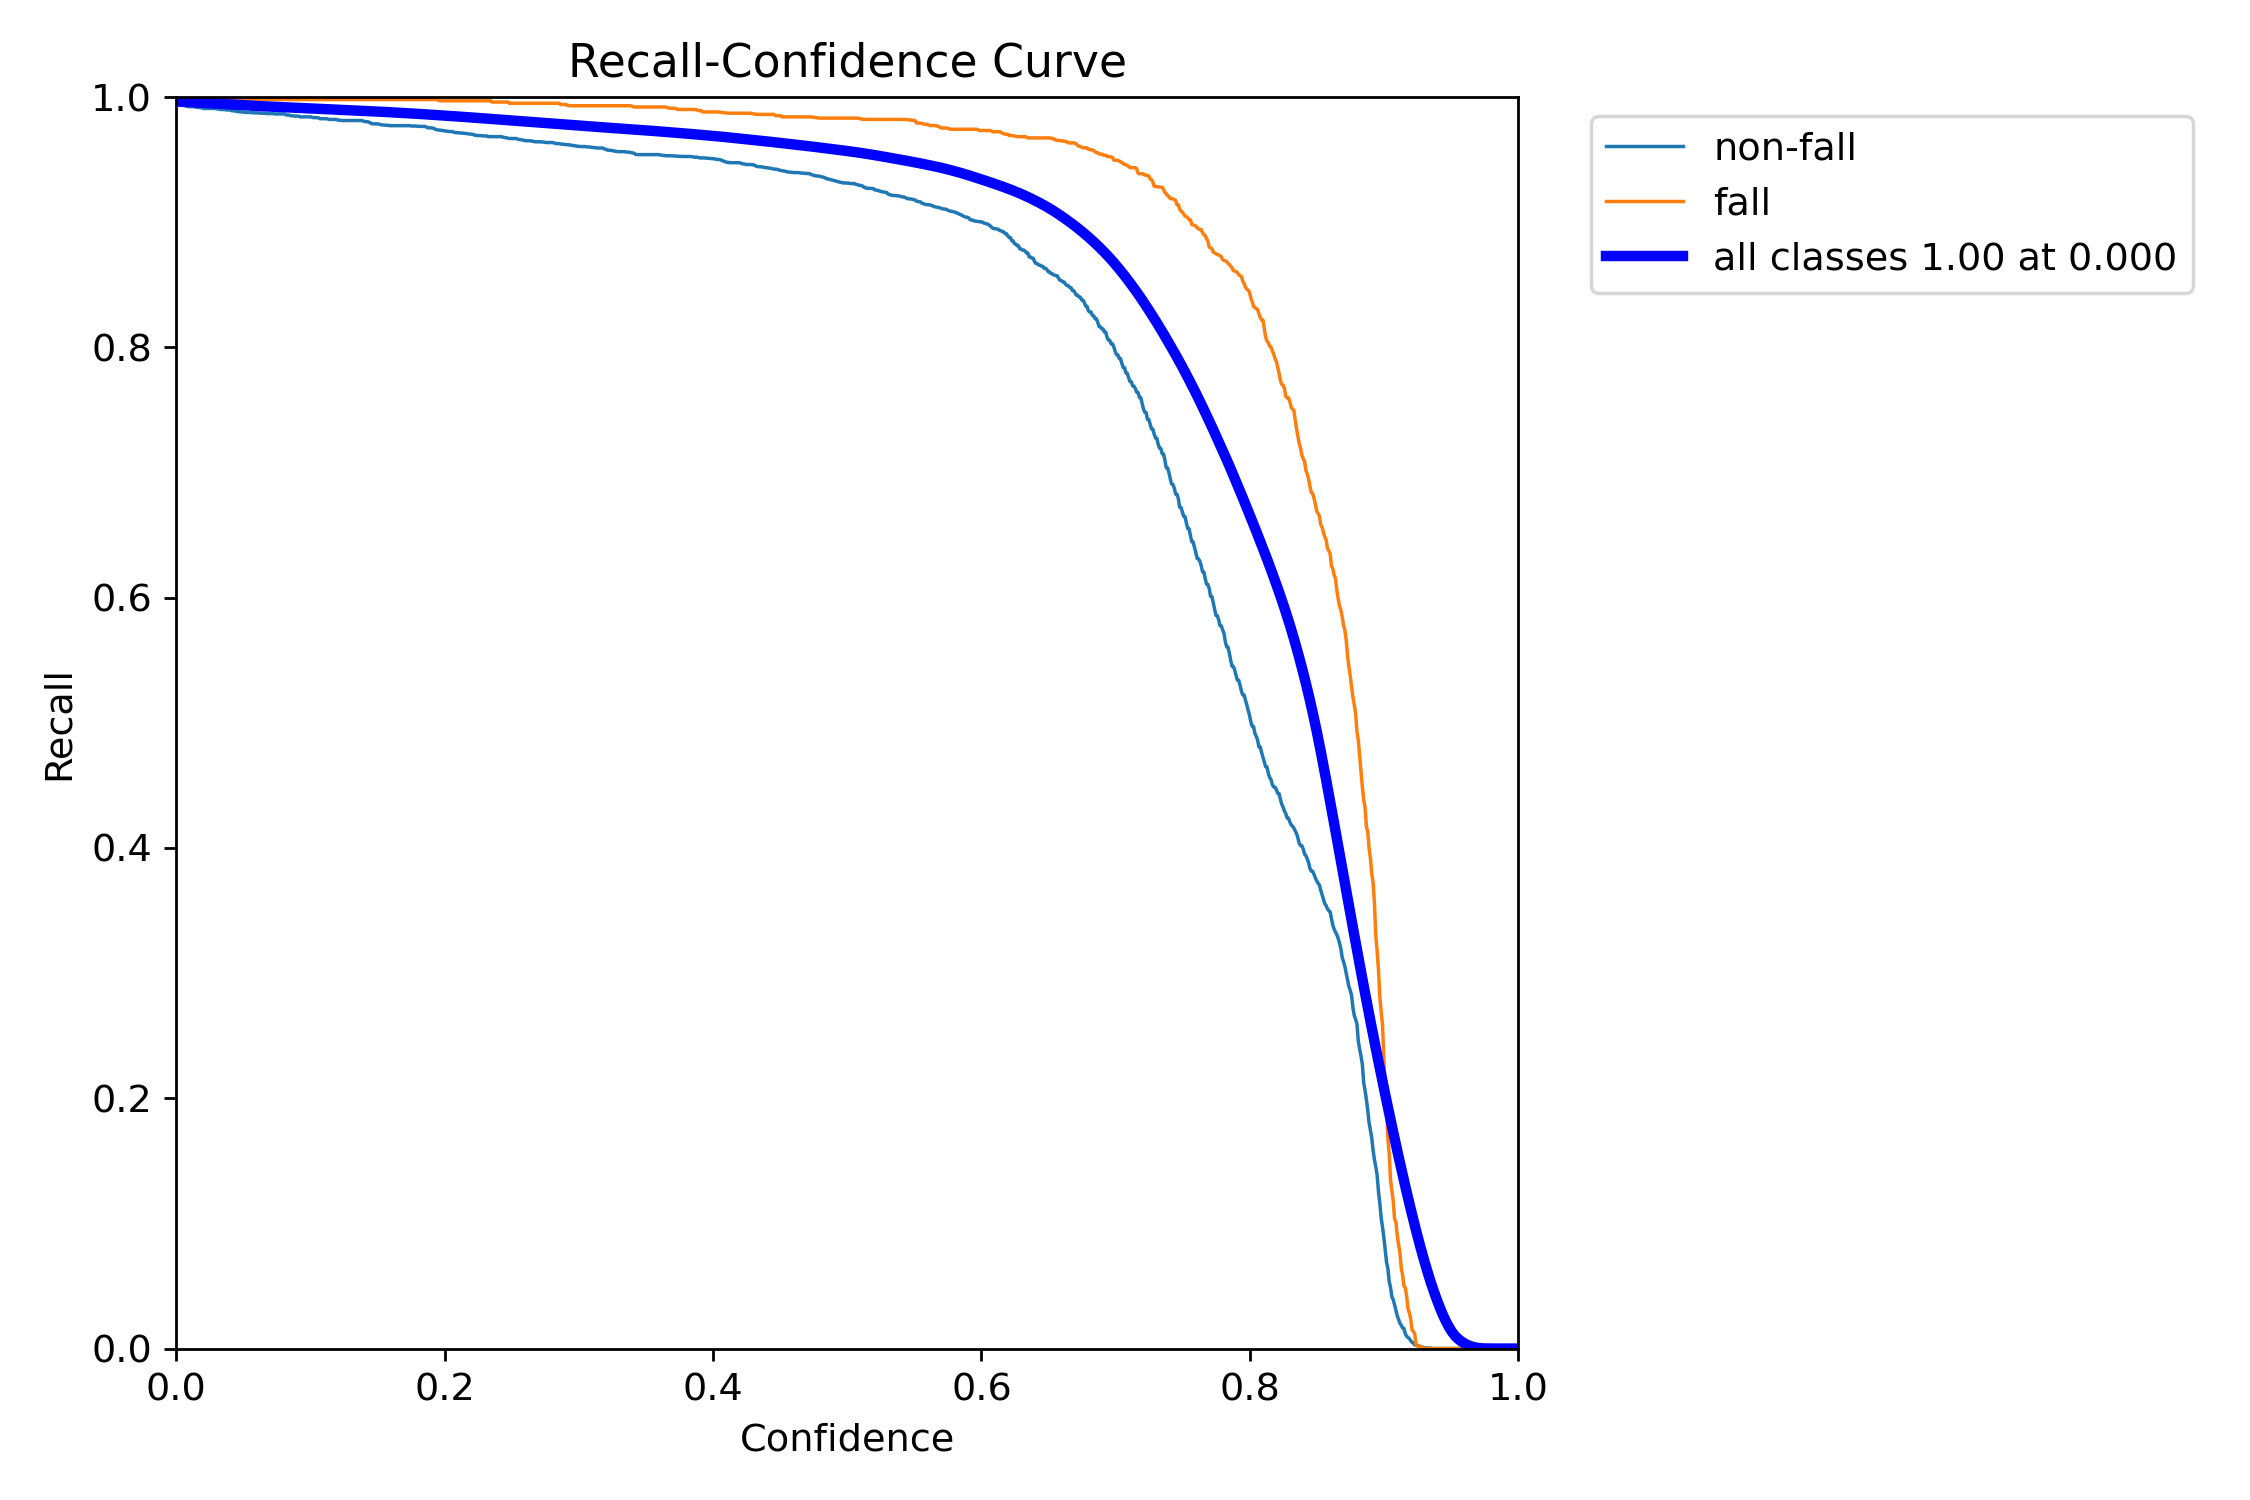 Recall-Confidence Curve
1.0
0.8
0.6
0.4
0.2
0.0
Recall
0.0 0.2 0.4 0.6 0.8 1.0
Confidence
non-fall
fall
all classes 1.00 at 0.000